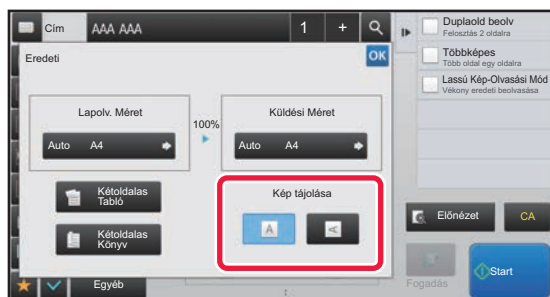 Cím
AAA AAA
1
+
Eredeti
OK
Lapolv. Méret
100%
Küldési Méret
Auto A4
Auto A4
Kétoldalas
Tabló
Kétoldalas
Könyv
Kép tájolása
A
A
Egyéb
Duplaold beolv
Felosztás 2 oldalra
Többképes
Több oldal egy oldalra
Lassú Kép-Olvasási Mód
Vékony eredeti beolvasása
Előnézet
CA
Fogadás
Start